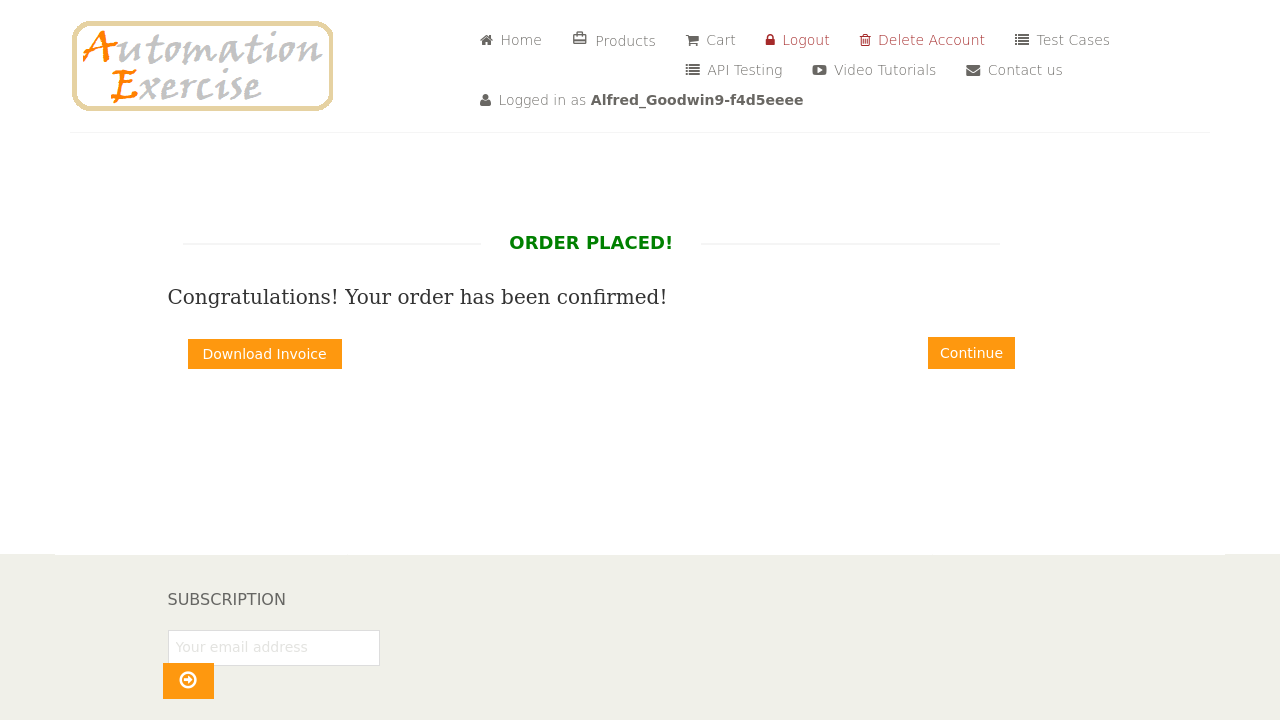 Automation
Exercise
Home Products Cart Logout Delete Account Test Cases
API Testing Video Tutorials Contact us
Logged in as Alfred_Goodwin9-f4d5eeee
ORDER PLACED!
Congratulations! Your order has been confirmed!
Download Invoice Continue
SUBSCRIPTION
Your email address